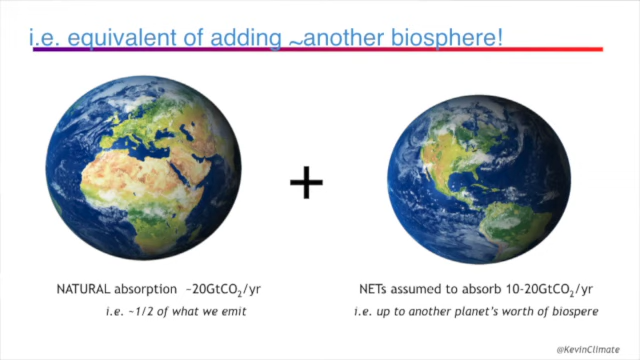 i.e. equivalent of adding ~another biosphere!
NATURAL absorption ~20GtCO₂/yr
i.e. ~1/2 of what we emit
NETs assumed to absorb 10-20GtCO₂/yr
i.e. up to another planet's worth of biospere
@KevinClimate